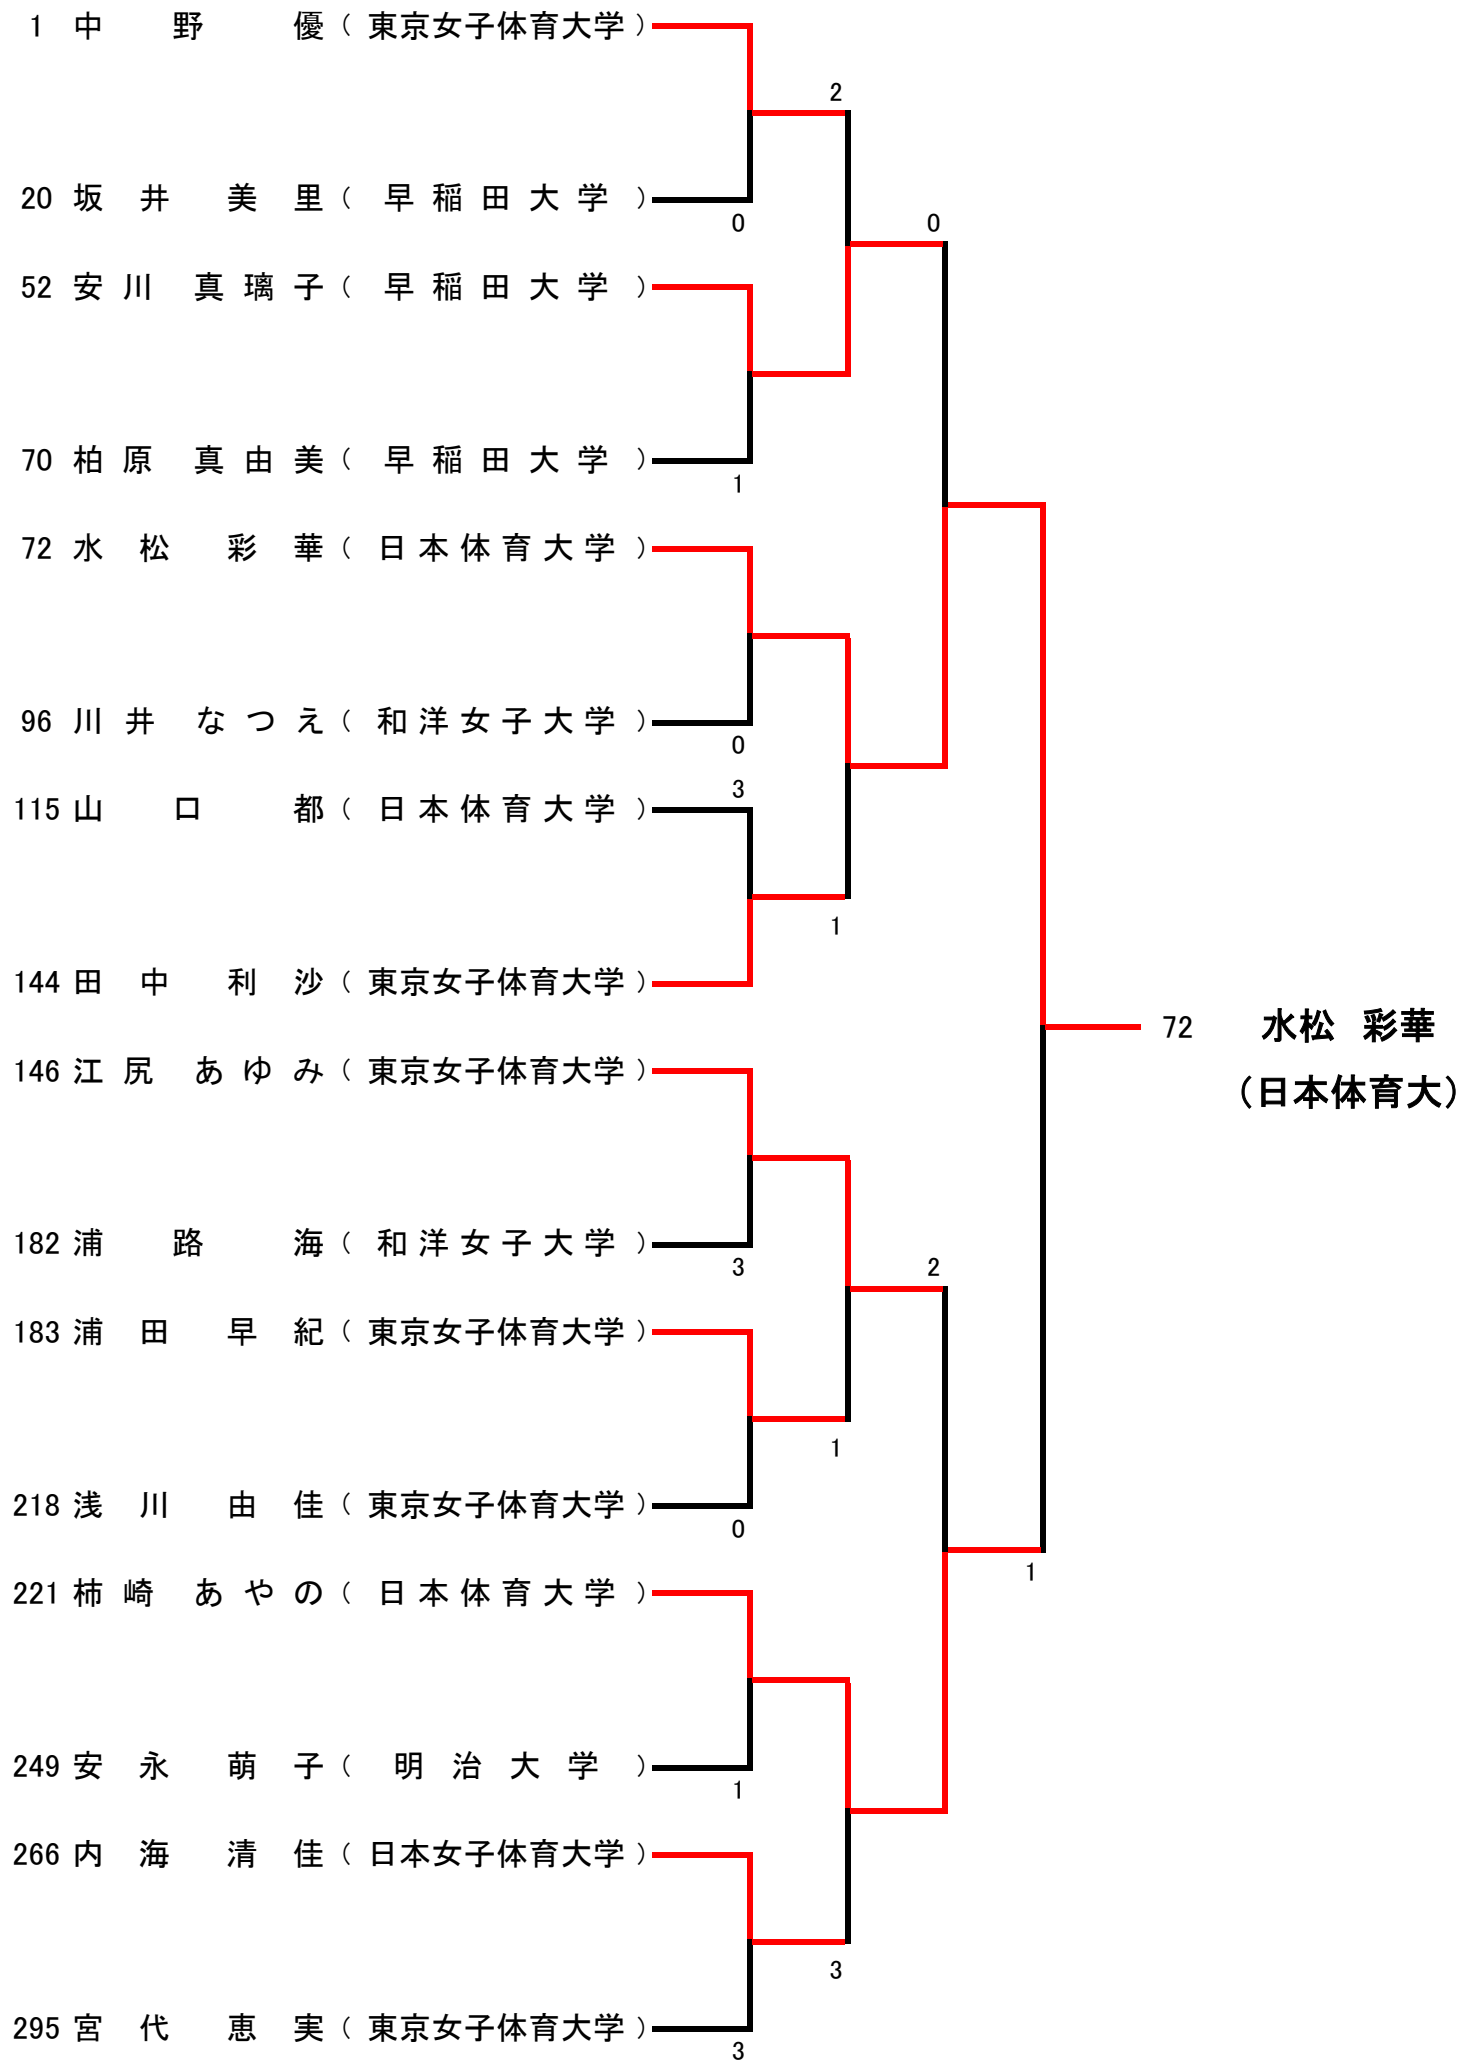 1 中野 優 ( 東京女子体育大学 )
2
20 坂井 美里 ( 早稲田大学 )
0
0
52 安川 真璃子 ( 早稲田大学 )
70 柏原 真由美 ( 早稲田大学 )
1
72 水松 彩華 ( 日本体育大学 )
96 川井 なつえ ( 和洋女子大学 )
0
3
115 山口 都 ( 日本体育大学 )
1
144 田中 利沙 ( 東京女子体育大学 )
72 水松 彩華
(日本体育大)
146 江尻 あゆみ ( 東京女子体育大学 )
182 浦路 海 ( 和洋女子大学 )
3
2
183 浦田 早紀 ( 東京女子体育大学 )
1
218 浅川 由佳 ( 東京女子体育大学 )
0
1
221 柿崎 あやの ( 日本体育大学 )
249 安永 萌子 ( 明治大学 )
1
266 内海 清佳 ( 日本女子体育大学 )
3
295 宮代 恵実 ( 東京女子体育大学 )
3